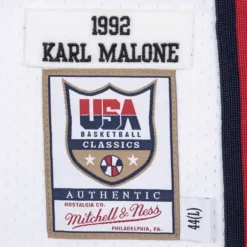 1992
KARL MALONE
USA
BASKETBALL
CLASSICS
AUTHENTIC
NOSTALGIA CO.
Mitchell & Ness
PHILADELPHIA, PA.
44(L)